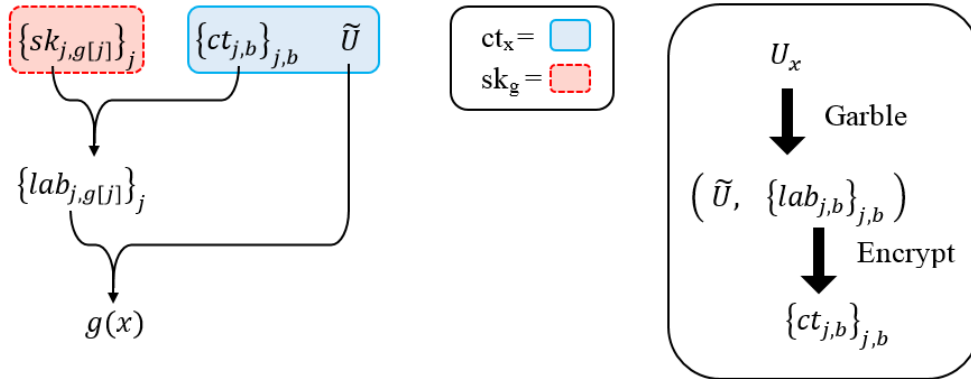 {sk_{j,g[j]}}_j
{ct_{j,b}}_{j,b} Ũ
{lab_{j,g[j]}}_j
g(x)
ct_x =
sk_g =
U_x
Garble
( Ũ, {lab_{j,b}}_{j,b} )
Encrypt
{ct_{j,b}}_{j,b}